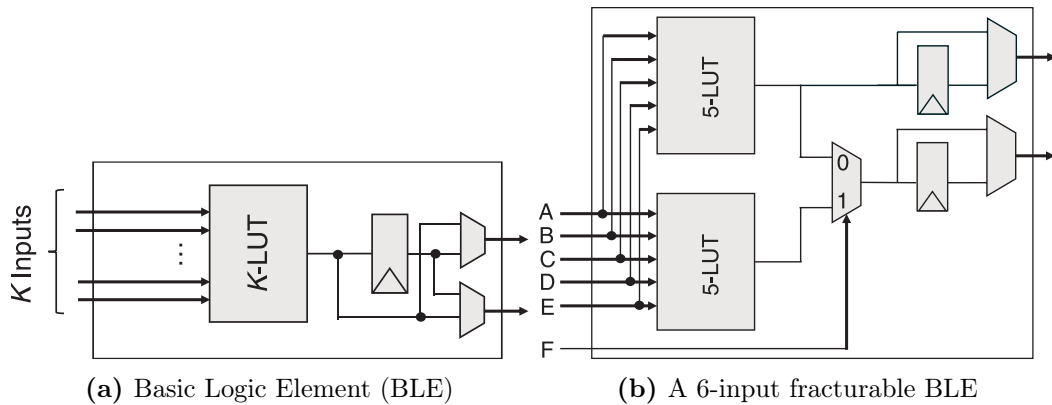 K Inputs
⋮
K-LUT
(a) Basic Logic Element (BLE)
5-LUT
0
1
A
B
C
D
E
5-LUT
F
(b) A 6-input fracturable BLE